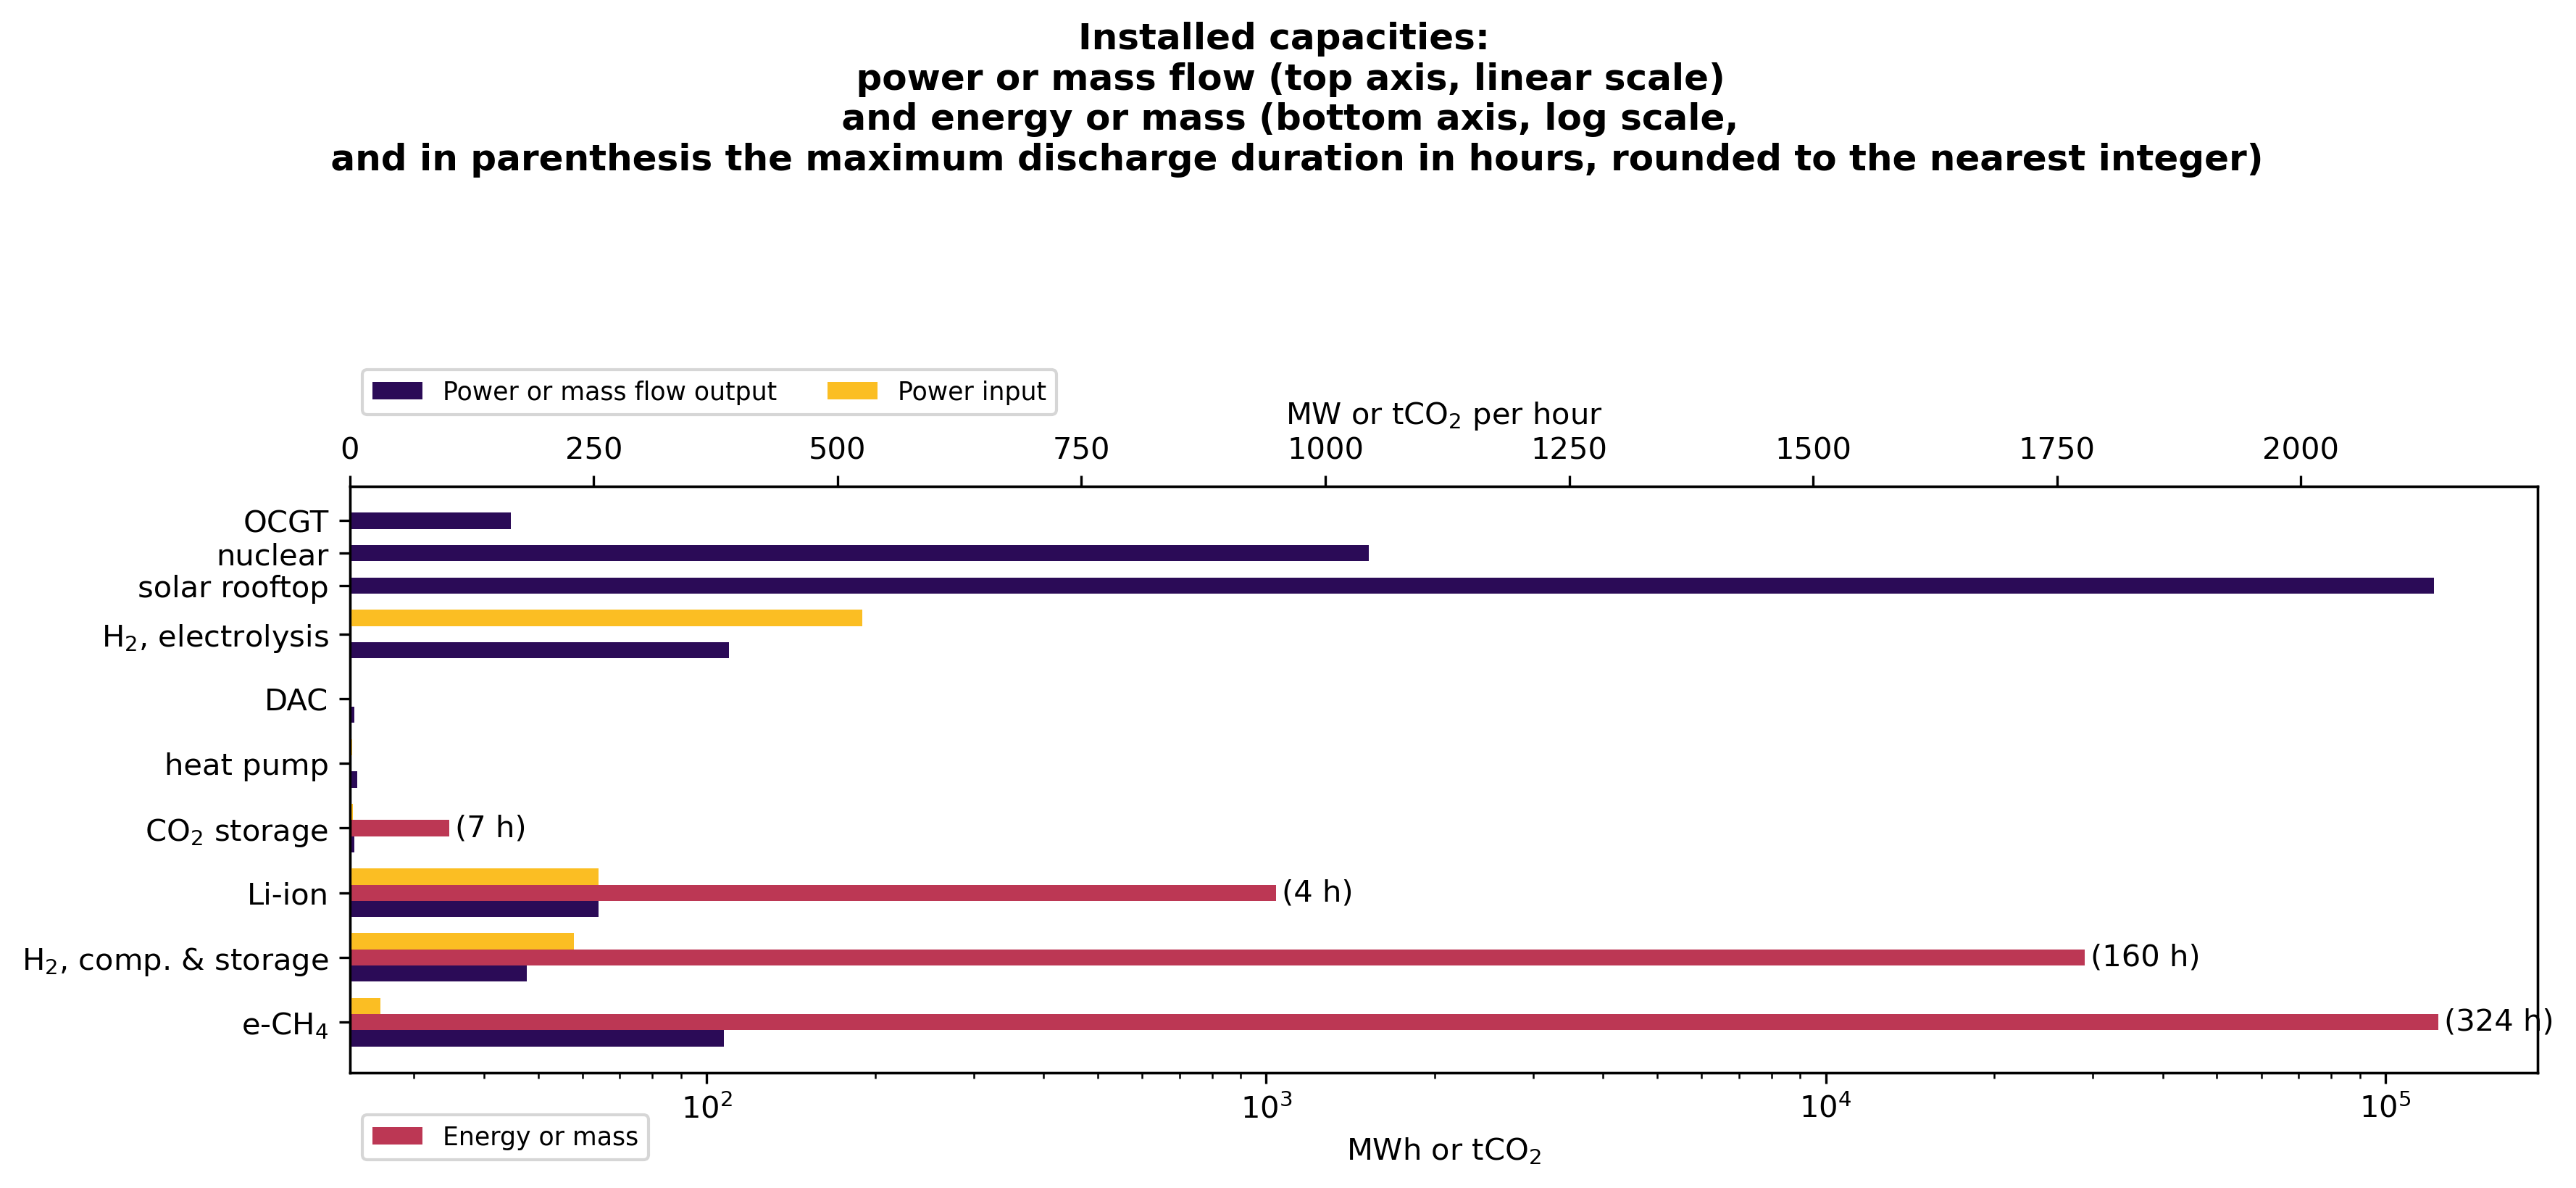 Installed capacities:
power or mass flow (top axis, linear scale)
and energy or mass (bottom axis, log scale,
and in parenthesis the maximum discharge duration in hours, rounded to the nearest integer)
Power or mass flow output Power input
MW or tCO₂ per hour
0 250 500 750 1000 1250 1500 1750 2000
OCGT
nuclear
solar rooftop
H₂, electrolysis
DAC
heat pump
CO₂ storage (7 h)
Li-ion (4 h)
H₂, comp. & storage (160 h)
e-CH₄ (324 h)
10² 10³ 10⁴ 10⁵
Energy or mass
MWh or tCO₂